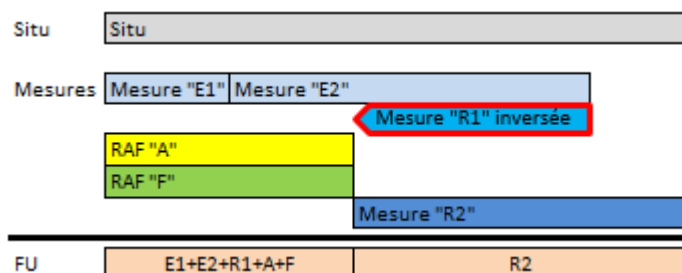 Situ Situ
Mesures Mesure "E1" Mesure "E2"
Mesure "R1" inversée
RAF "A"
RAF "F"
Mesure "R2"
FU E1+E2+R1+A+F R2